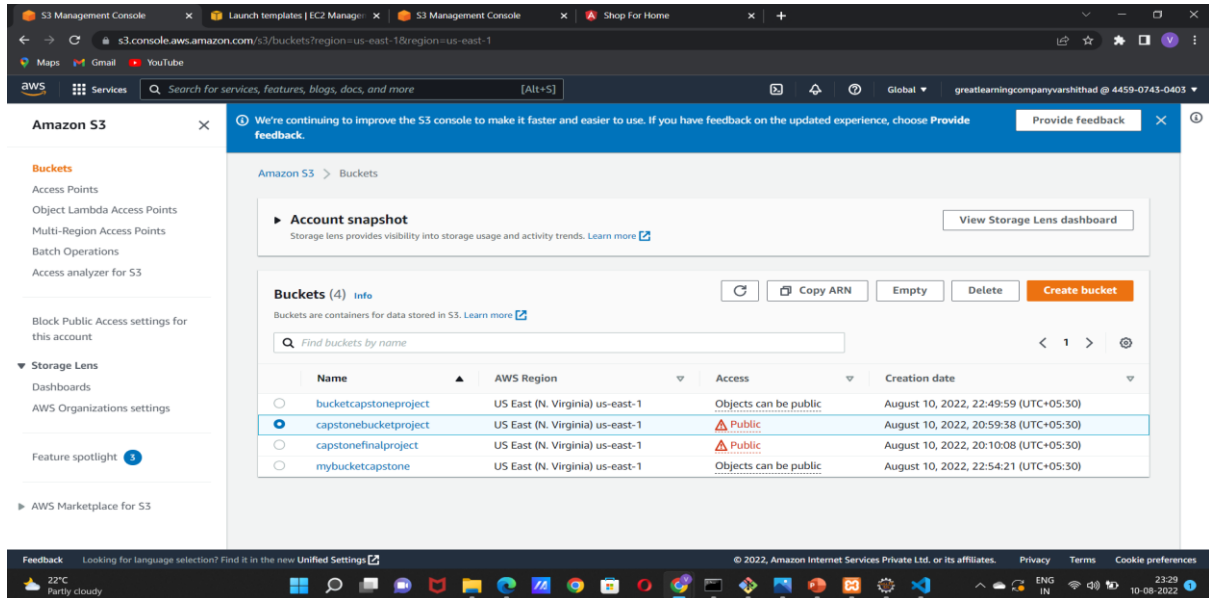 S3 Management Console
Launch templates | EC2 Manager
S3 Management Console
Shop For Home
s3.console.aws.amazon.com/s3/buckets?region=us-east-1&region=us-east-1
V
Maps
Gmail
YouTube
aws
Services
Search for services, features, blogs, docs, and more
[Alt+S]
Global
greatlearningcompanyvarshithad @ 4459-0743-0403
Amazon S3
We're continuing to improve the S3 console to make it faster and easier to use. If you have feedback on the updated experience, choose Provide
feedback.
Provide feedback
Buckets
Access Points
Object Lambda Access Points
Multi-Region Access Points
Batch Operations
Access analyzer for S3
Block Public Access settings for
this account
Storage Lens
Dashboards
AWS Organizations settings
Feature spotlight 3
AWS Marketplace for S3
Amazon S3 > Buckets
Account snapshot
Storage lens provides visibility into storage usage and activity trends. Learn more
View Storage Lens dashboard
Buckets (4) Info
Buckets are containers for data stored in S3. Learn more
Copy ARN
Empty
Delete
Create bucket
Find buckets by name
1
Name AWS Region Access Creation date
bucketcapstoneproject US East (N. Virginia) us-east-1 Objects can be public August 10, 2022, 22:49:59 (UTC+05:30)
capstonebucketproject US East (N. Virginia) us-east-1 Public August 10, 2022, 20:59:38 (UTC+05:30)
capstonefinalproject US East (N. Virginia) us-east-1 Public August 10, 2022, 20:10:08 (UTC+05:30)
mybucketcapstone US East (N. Virginia) us-east-1 Objects can be public August 10, 2022, 22:54:21 (UTC+05:30)
Feedback Looking for language selection? Find it in the new Unified Settings
© 2022, Amazon Internet Services Private Ltd. or its affiliates. Privacy Terms Cookie preferences
22°C
Partly cloudy
ENG
IN
23:29
10-08-2022
1